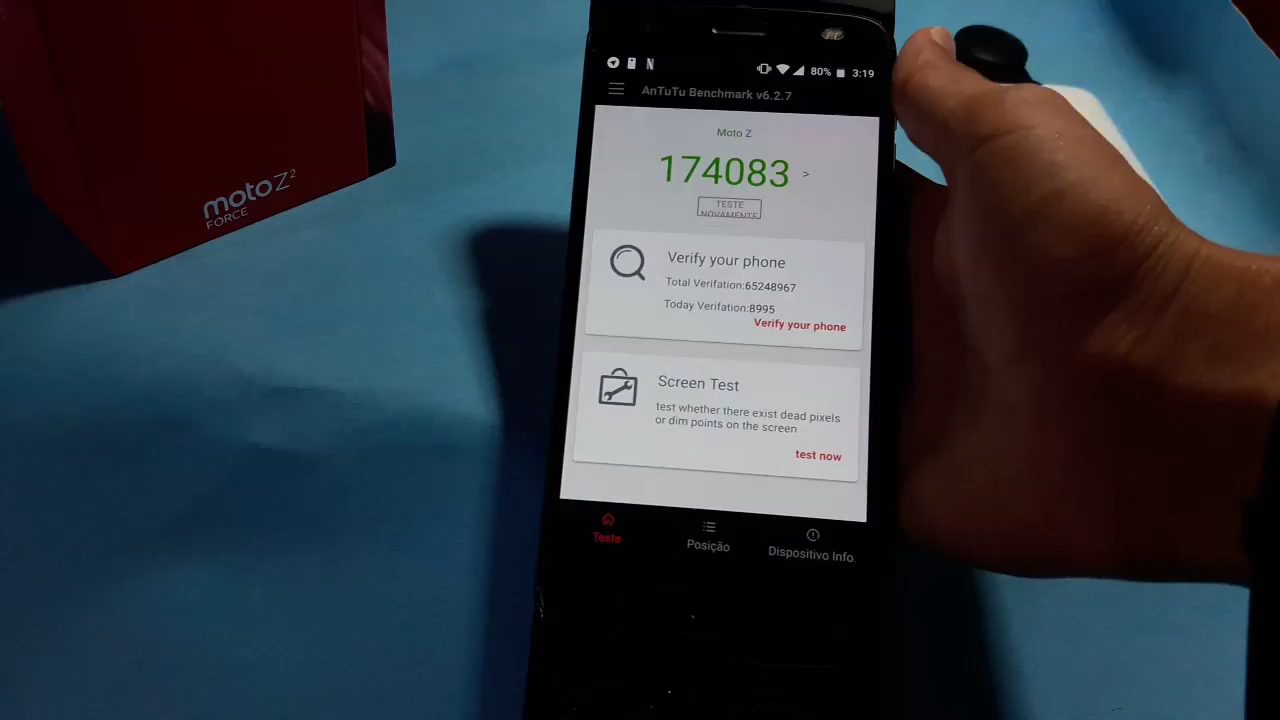 moto Z²
FORCE
80% 3:19
AnTuTu Benchmark v6.2.7
Moto Z
174083 >
TESTE
NOVAMENTE
Verify your phone
Total Verifation:65248967
Today Verifation:8995
Verify your phone
Screen Test
test whether there exist dead pixels
or dim points on the screen
test now
Teste
Posição
Dispositivo Info.